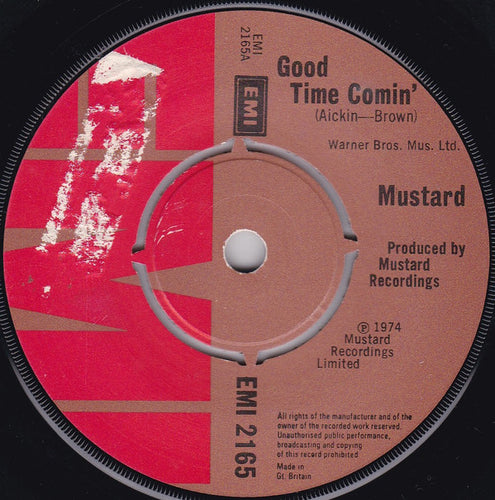 EMI
2165A
EMI
Good
Time Comin'
(Aickin—Brown)
Warner Bros. Mus. Ltd.
Mustard
Produced by
Mustard
Recordings
℗ 1974
Mustard
Recordings
Limited
EMI 2165
All rights of the manufacturer and of the
owner of the recorded work reserved.
Unauthorised public performance,
broadcasting and copying
of this record prohibited
Made in
Gt. Britain